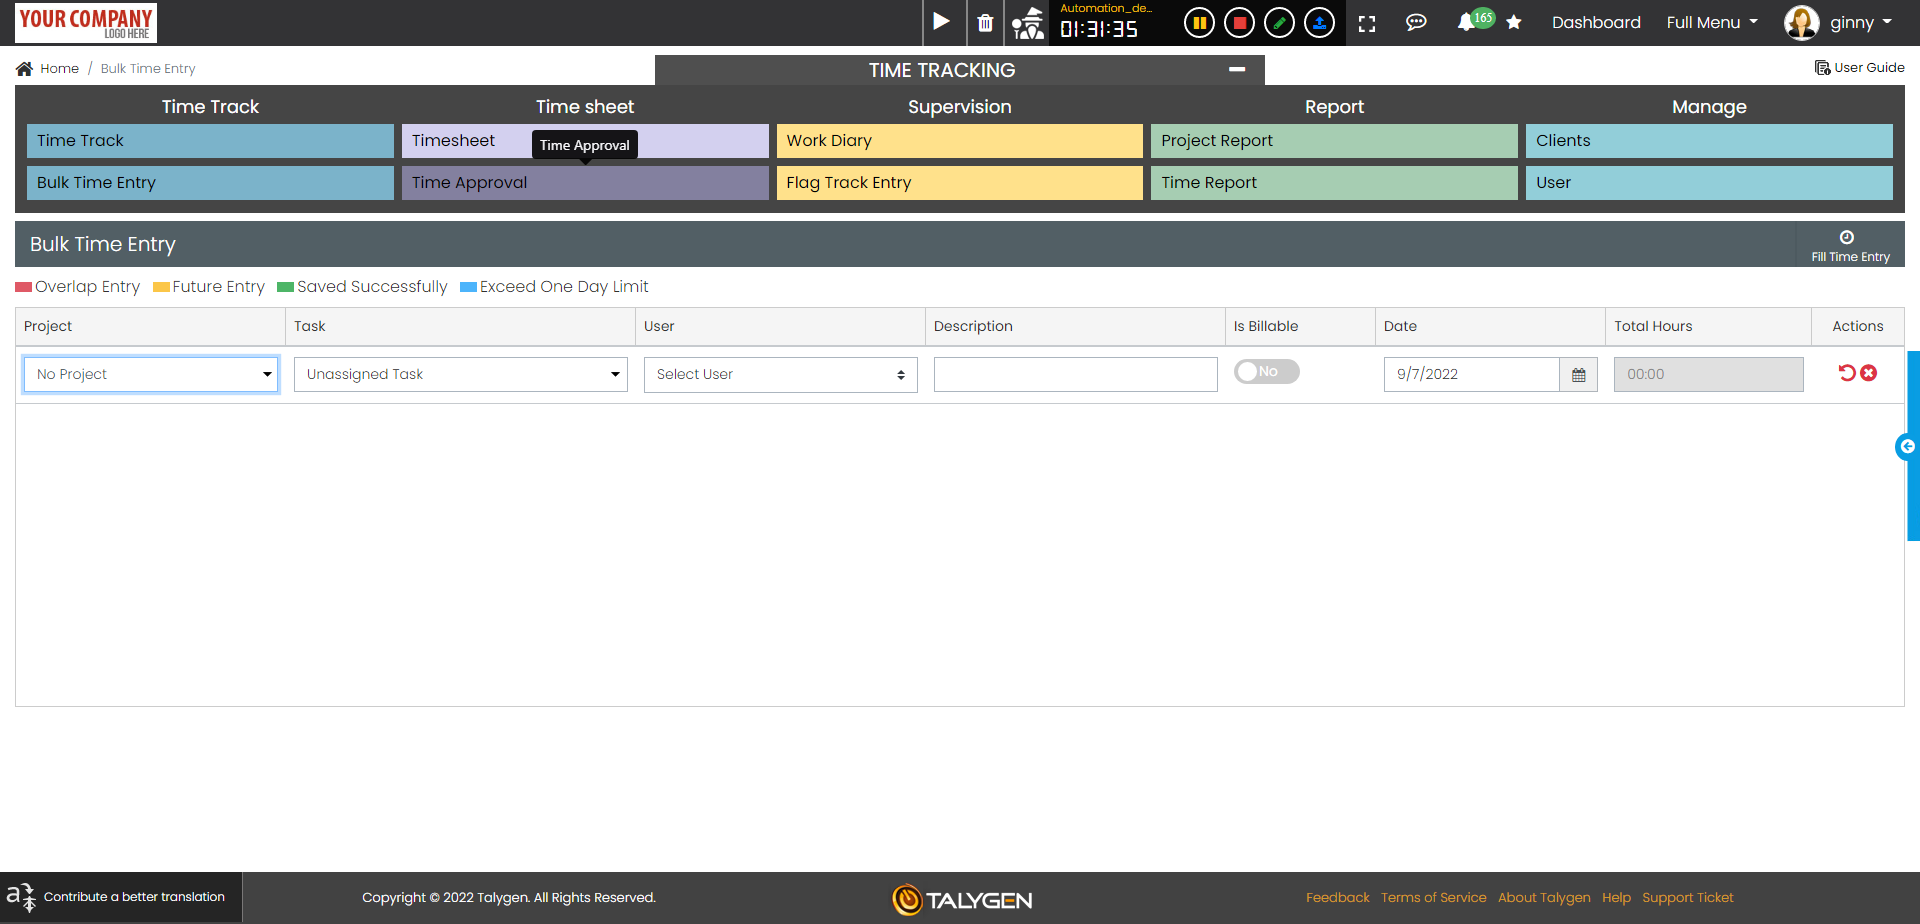 YOUR COMPANY
LOGO HERE
Automation_de...
01:31:35
165
Dashboard
Full Menu
ginny
Home / Bulk Time Entry
TIME TRACKING
User Guide
Time Track
Time sheet
Supervision
Report
Manage
Time Track
Timesheet
Time Approval
Work Diary
Project Report
Clients
Bulk Time Entry
Time Approval
Flag Track Entry
Time Report
User
Bulk Time Entry
Fill Time Entry
Overlap Entry
Future Entry
Saved Successfully
Exceed One Day Limit
Project
Task
User
Description
Is Billable
Date
Total Hours
Actions
No Project
Unassigned Task
Select User
No
9/7/2022
00:00
a
Contribute a better translation
Copyright © 2022 Talygen. All Rights Reserved.
TALYGEN
Feedback
Terms of Service
About Talygen
Help
Support Ticket